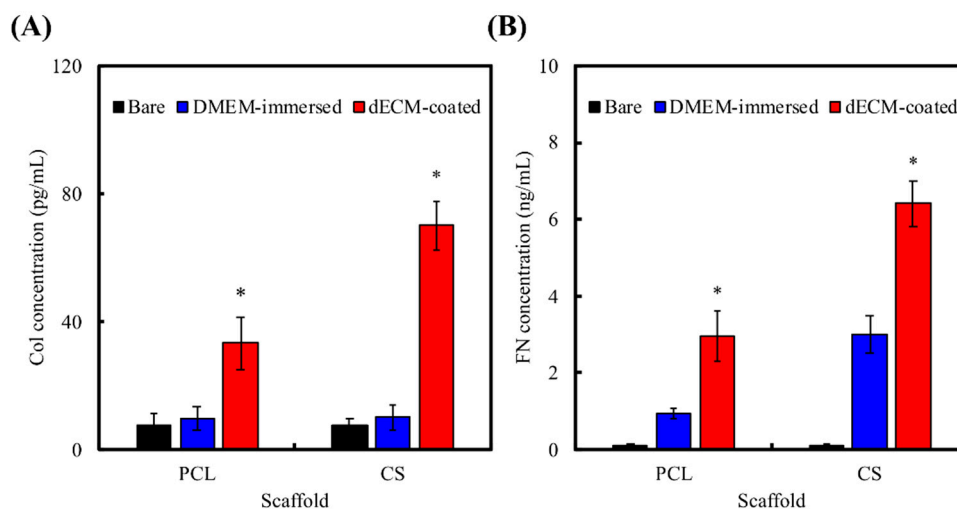 (A)
Col concentration (pg/mL)
120
80
40
0
Bare DMEM-immersed dECM-coated
*
*
PCL CS
Scaffold
(B)
FN concentration (ng/mL)
10
8
6
4
2
0
Bare DMEM-immersed dECM-coated
*
*
PCL CS
Scaffold